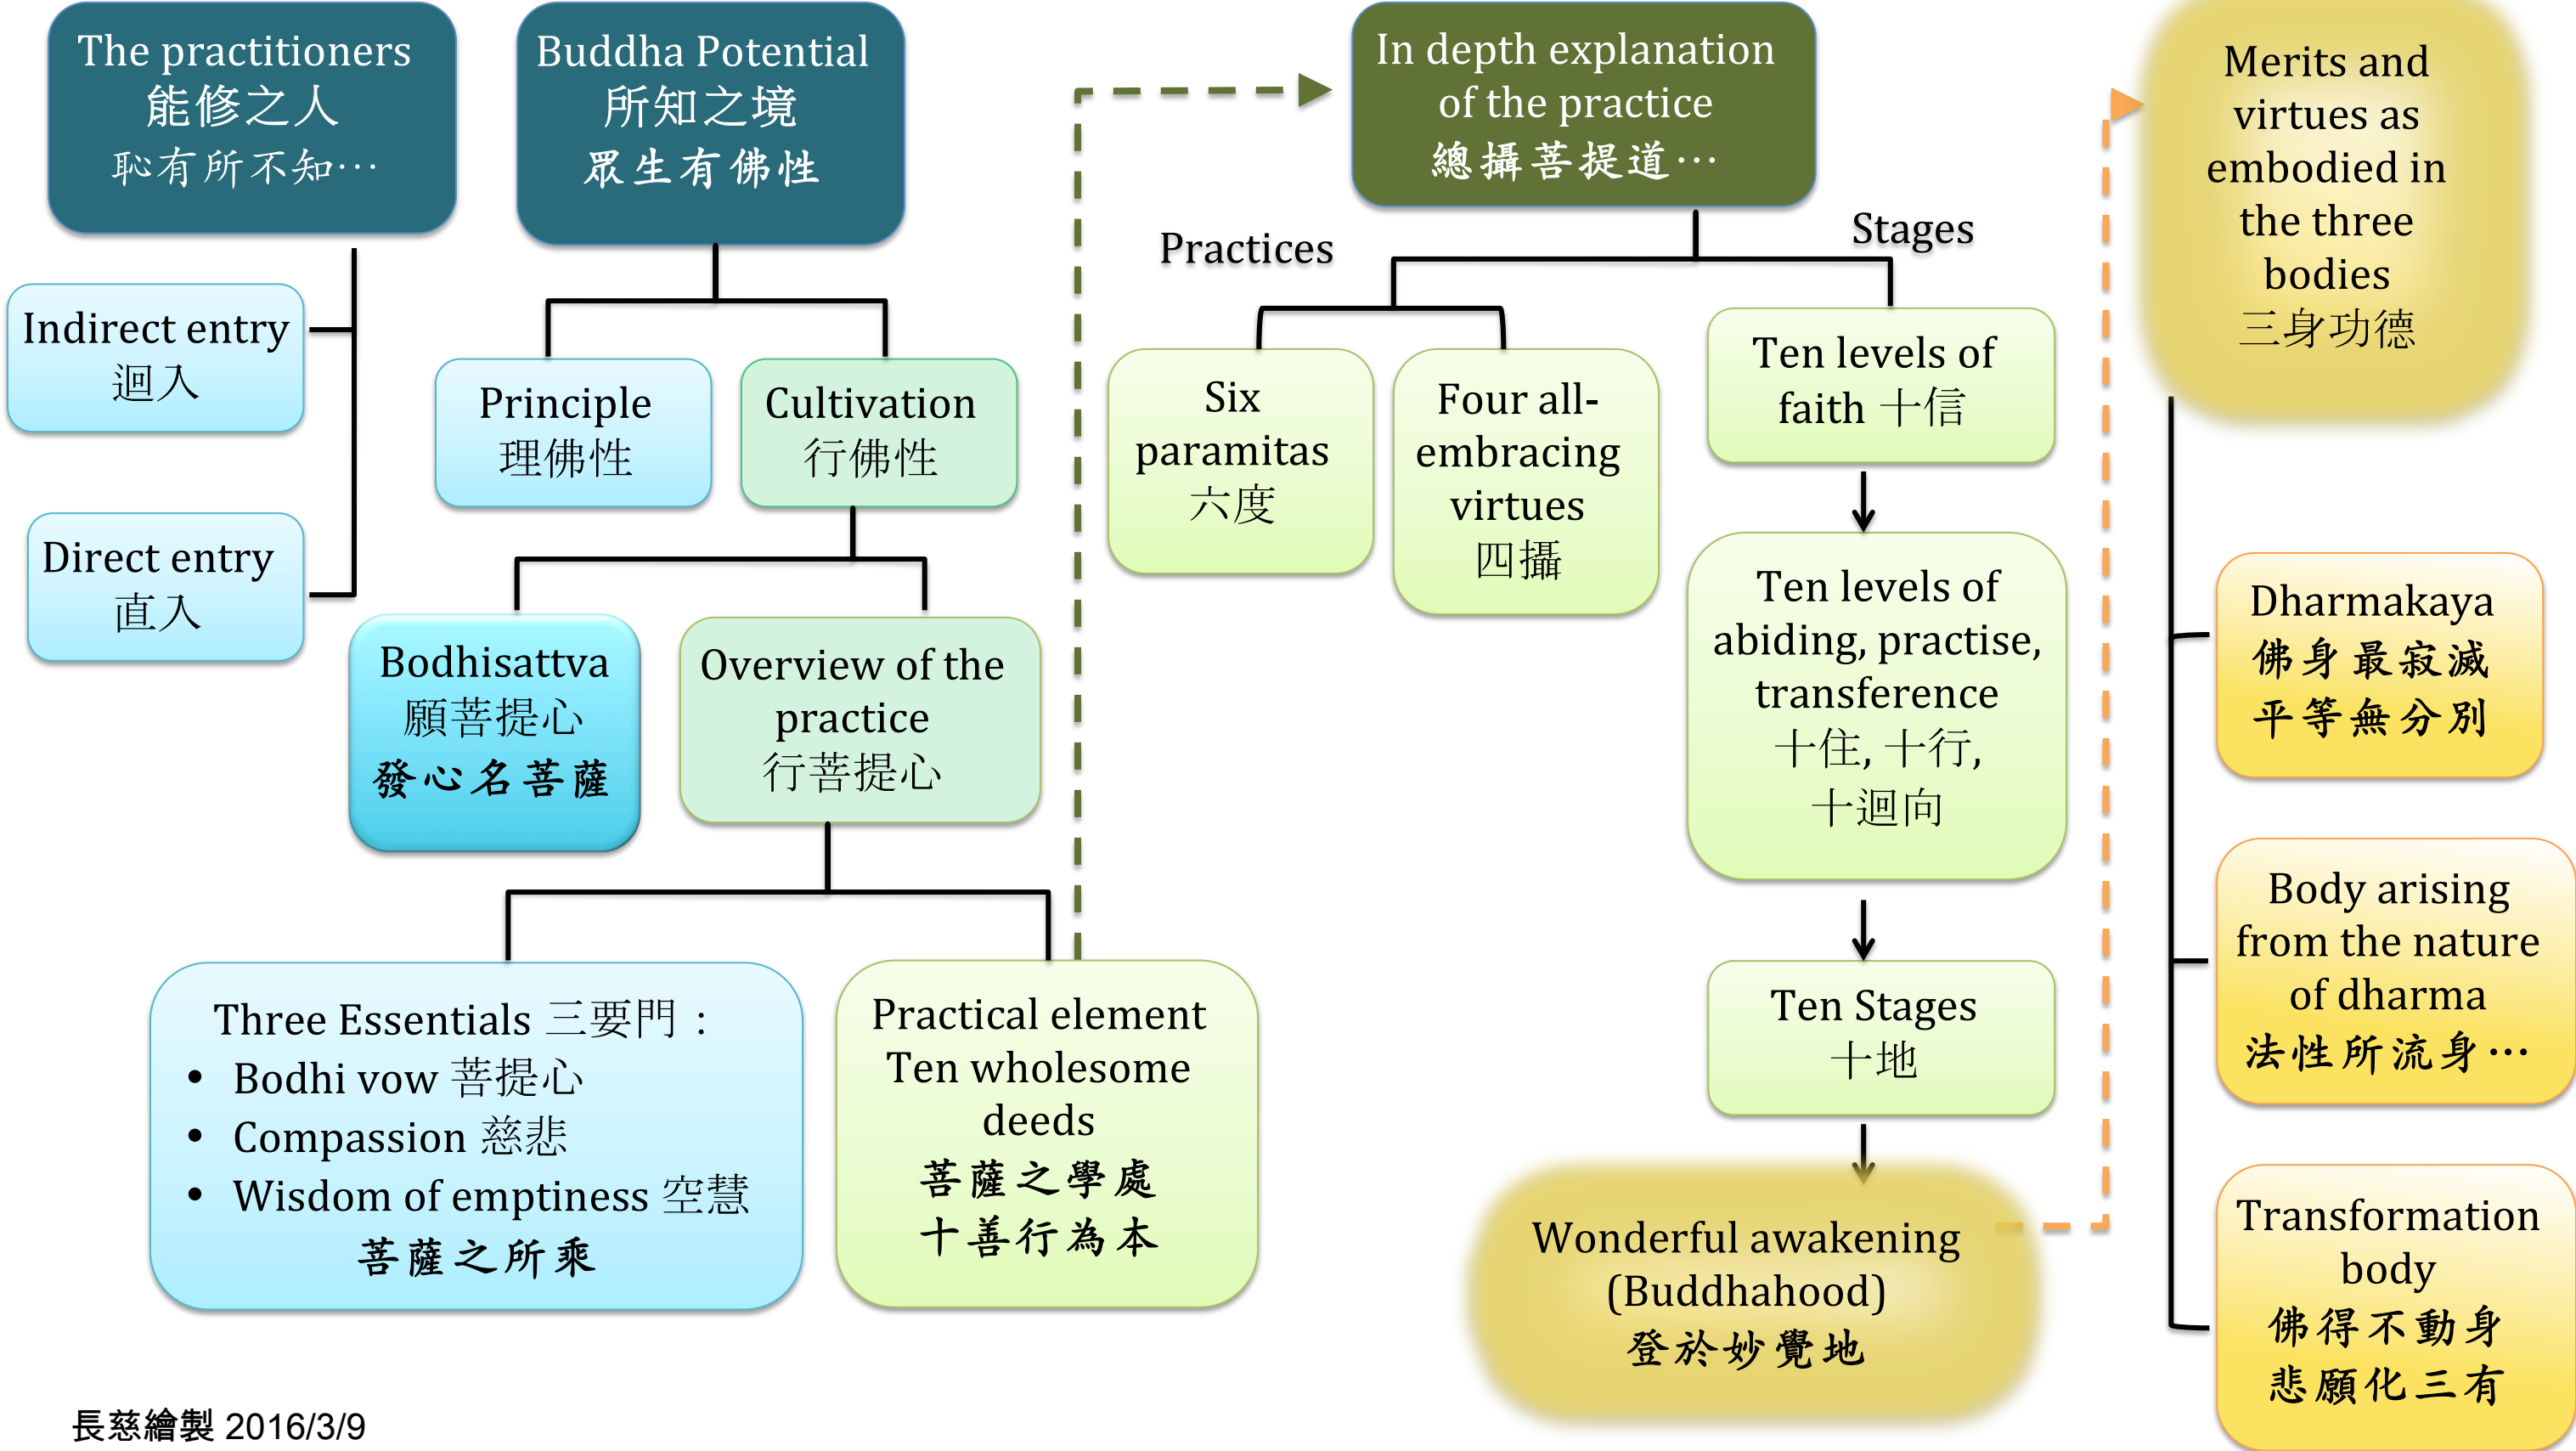 The practitioners
能修之人
恥有所不知…
Indirect entry
迴入
Direct entry
直入
Buddha Potential
所知之境
眾生有佛性
Principle
理佛性
Cultivation
行佛性
Bodhisattva
願菩提心
發心名菩薩
Overview of the
practice
行菩提心
Three Essentials 三要門：
• Bodhi vow 菩提心
• Compassion 慈悲
• Wisdom of emptiness 空慧
菩薩之所乘
Practical element
Ten wholesome
deeds
菩薩之學處
十善行為本
In depth explanation
of the practice
總攝菩提道…
Practices
Stages
Six
paramitas
六度
Four all-
embracing
virtues
四攝
Ten levels of
faith 十信
Ten levels of
abiding, practise,
transference
十住, 十行,
十迴向
Ten Stages
十地
Wonderful awakening
(Buddhahood)
登於妙覺地
Merits and
virtues as
embodied in
the three
bodies
三身功德
Dharmakaya
佛身最寂滅
平等無分別
Body arising
from the nature
of dharma
法性所流身…
Transformation
body
佛得不動身
悲願化三有
長慈繪製 2016/3/9